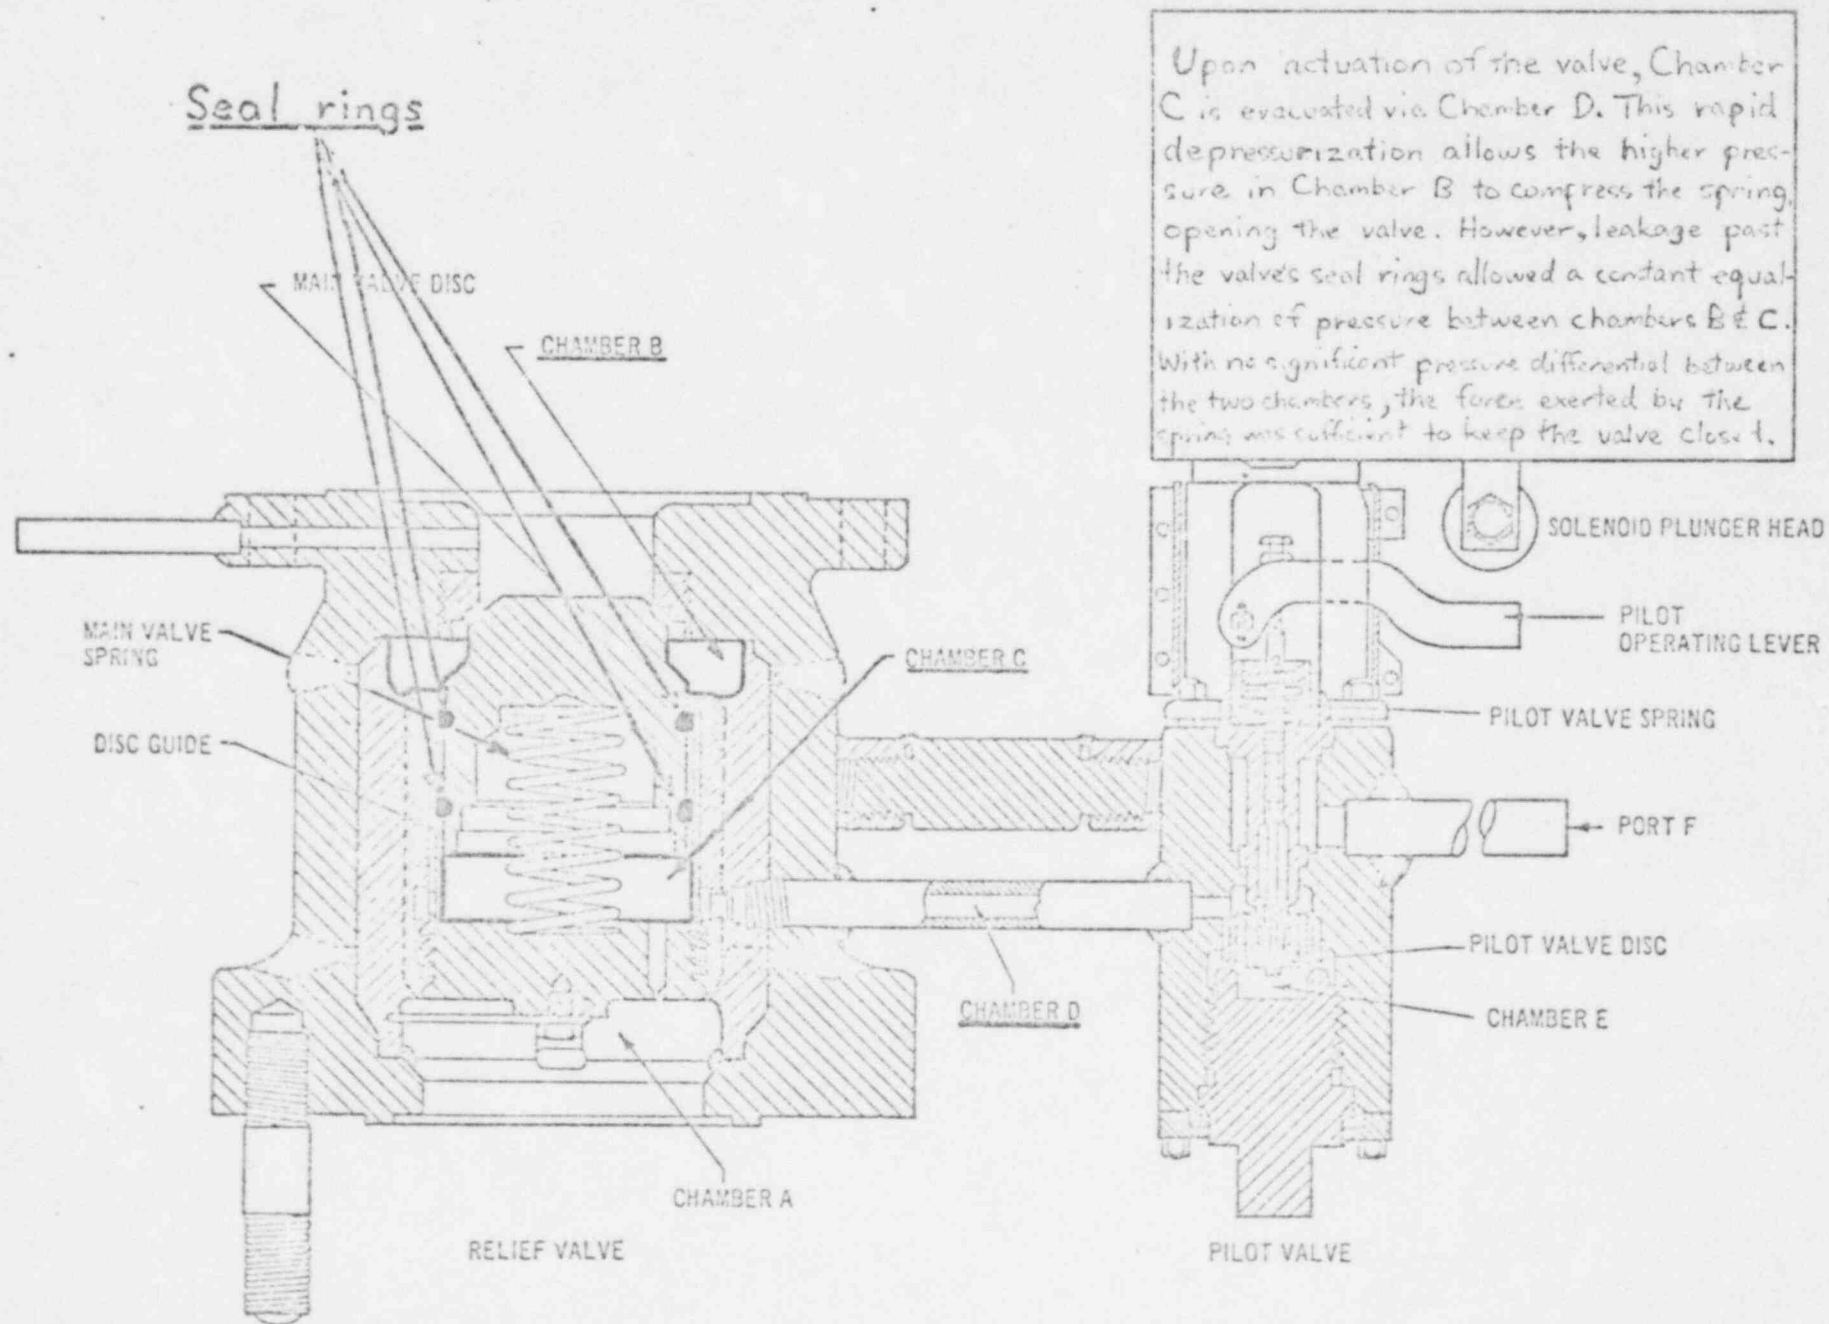 Upon actuation of the valve, Chamber
C is evacuated via Chamber D. This rapid
depressurization allows the higher pres-
sure in Chamber B to compress the spring,
opening the valve. However, leakage past
the valve's seal rings allowed a constant equal-
ization of pressure between chambers B & C.
With no significant pressure differential between
the two chambers, the force exerted by the
spring was sufficient to keep the valve closed.
Seal rings
MAIN VALVE DISC
CHAMBER B
SOLENOID PLUNGER HEAD
MAIN VALVE
SPRING
CHAMBER C
PILOT
OPERATING LEVER
DISC GUIDE
PILOT VALVE SPRING
PORT F
PILOT VALVE DISC
CHAMBER D
CHAMBER E
CHAMBER A
RELIEF VALVE
PILOT VALVE